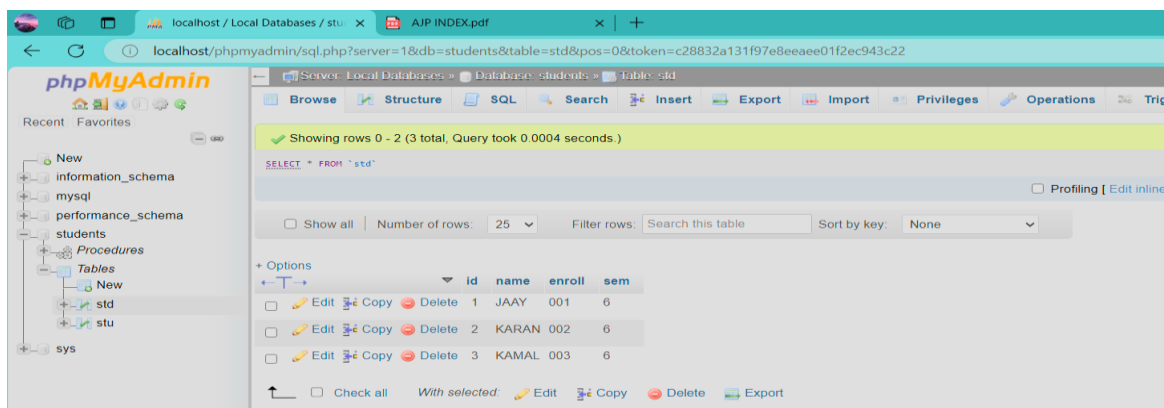 localhost / Local Databases / stu
AJP INDEX.pdf
localhost/phpmyadmin/sql.php?server=1&db=students&table=std&pos=0&token=c28832a131f97e8eeaee01f2ec943c22
phpMyAdmin
Recent Favorites
New
information_schema
mysql
performance_schema
students
Procedures
Tables
New
std
stu
sys
Server: Local Databases » Database: students » Table: std
Browse Structure SQL Search Insert Export Import Privileges Operations Trig
Showing rows 0 - 2 (3 total, Query took 0.0004 seconds.)
SELECT * FROM `std`
Profiling [ Edit inline
Show all Number of rows: 25 Filter rows: Search this table Sort by key: None
+ Options
←T→ id name enroll sem
Edit Copy Delete 1 JAAY 001 6
Edit Copy Delete 2 KARAN 002 6
Edit Copy Delete 3 KAMAL 003 6
Check all With selected: Edit Copy Delete Export